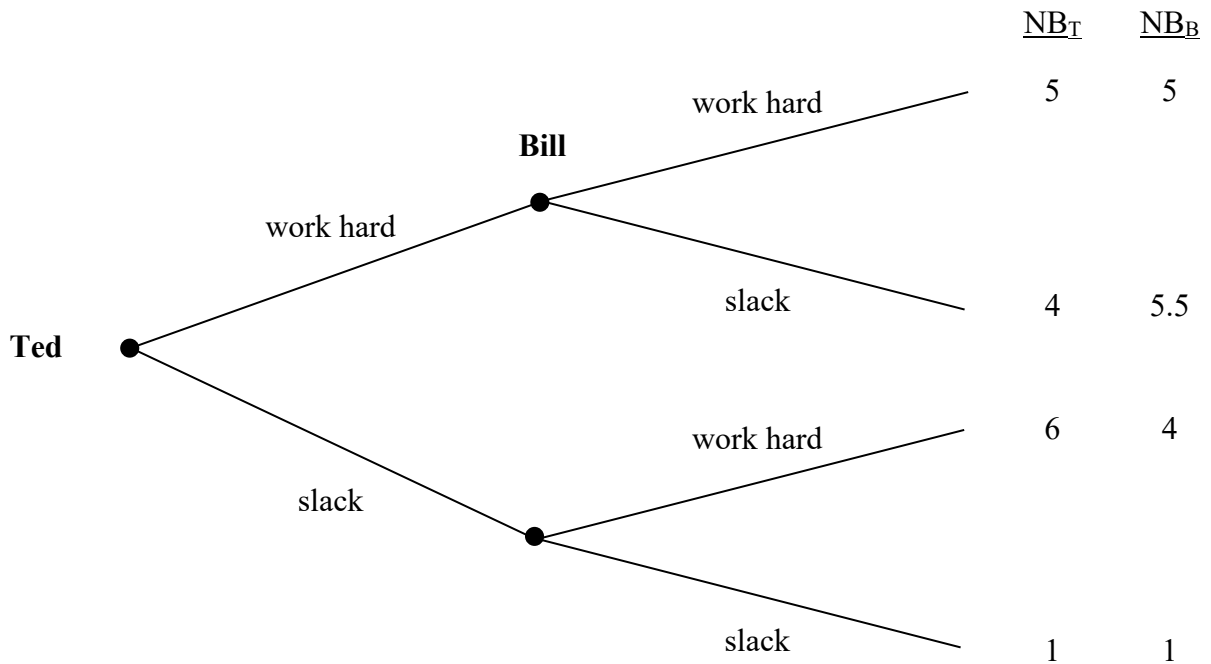 NB_T NB_B
work hard 5 5
Bill
work hard
slack 4 5.5
Ted
work hard 6 4
slack
slack 1 1